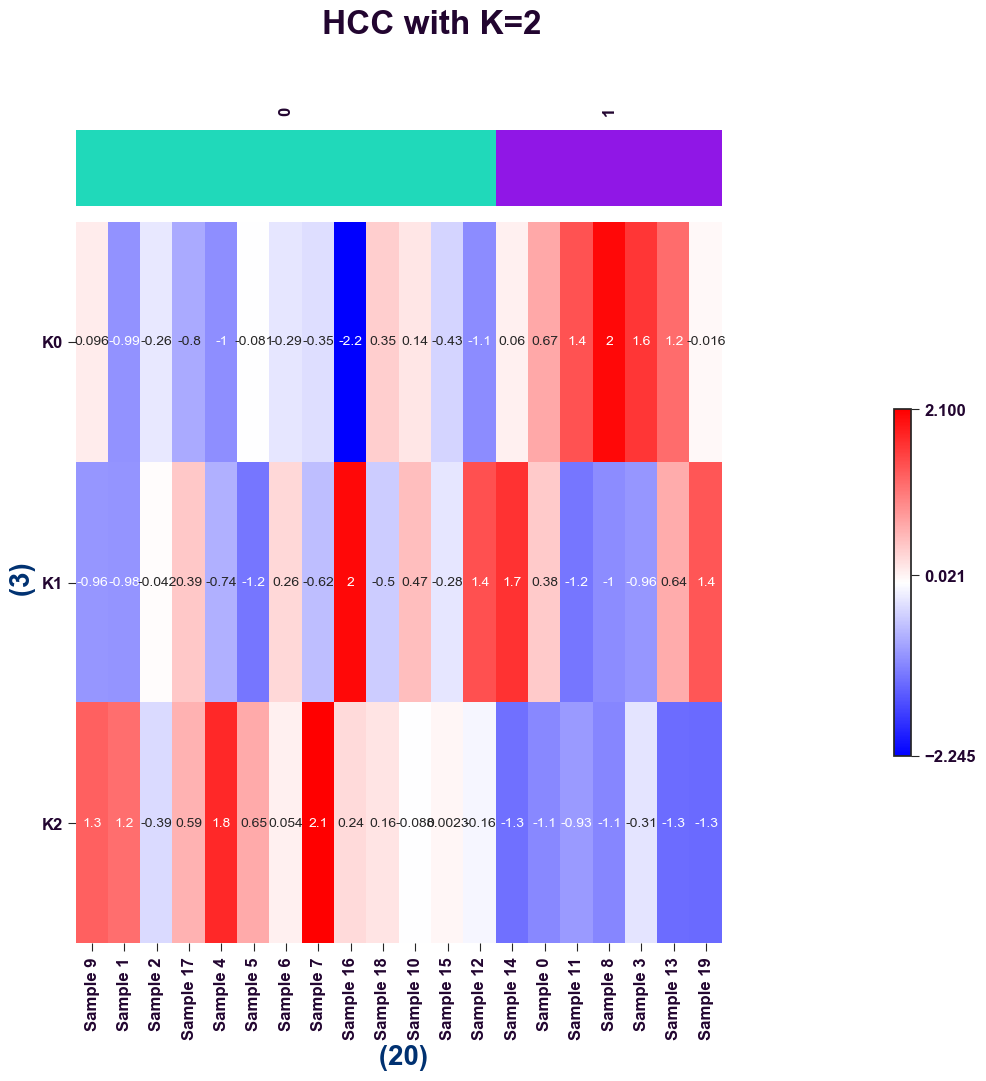 HCC with K=2
0 1
K0 0.096 -0.99 -0.26 -0.8 -1 -0.081 -0.29 -0.35 -2.2 0.35 0.14 -0.43 -1.1 0.06 0.67 1.4 2 1.6 1.2 -0.016
K1 -0.96 -0.98 -0.042 0.39 -0.74 -1.2 0.26 -0.62 2 -0.5 0.47 -0.28 1.4 1.7 0.38 -1.2 -1 -0.96 0.64 1.4
K2 1.3 1.2 -0.39 0.59 1.8 0.65 0.054 2.1 0.24 0.16 0.0023 -0.16 -1.3 -1.1 -0.93 -1.1 -0.31 -1.3 -1.3
(3)
Sample 9 Sample 1 Sample 2 Sample 17 Sample 4 Sample 5 Sample 6 Sample 7 Sample 16 Sample 18 Sample 10 Sample 15 Sample 12 Sample 14 Sample 0 Sample 11 Sample 8 Sample 3 Sample 13 Sample 19
(20)
2.100
0.021
−2.245